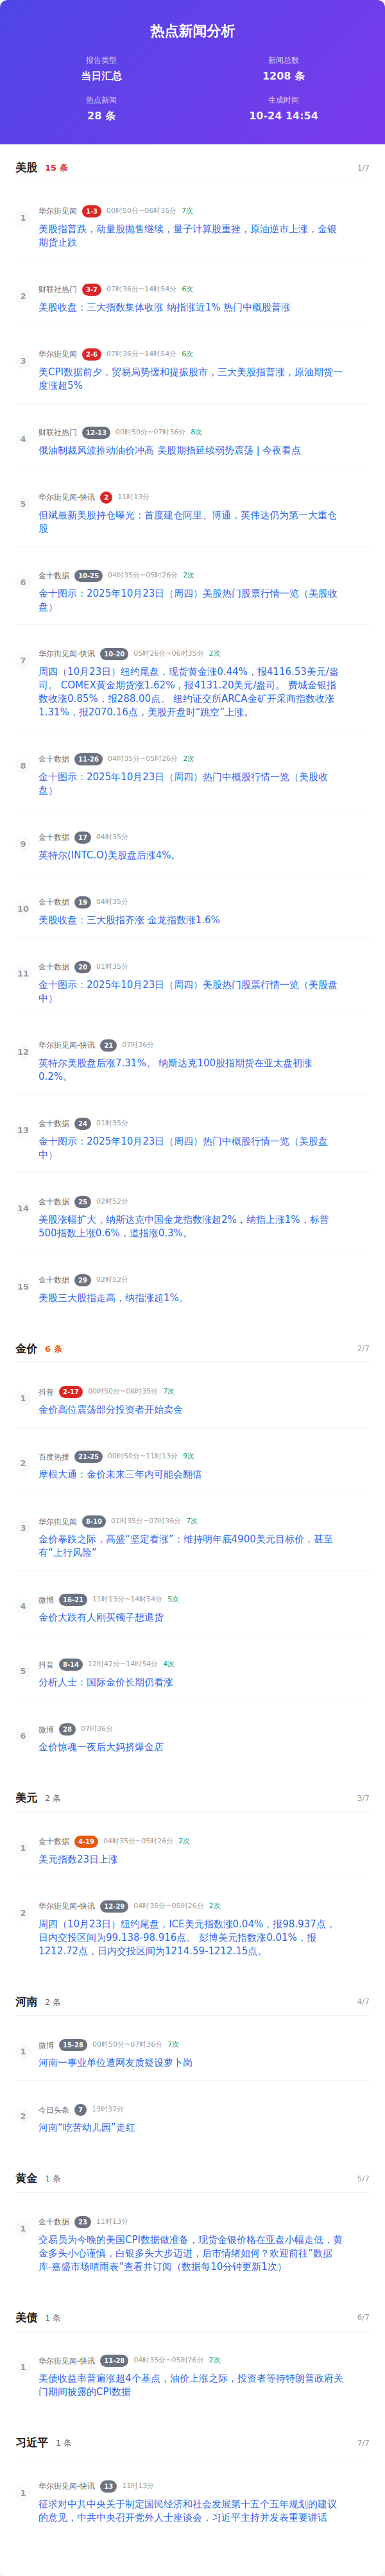 热点新闻分析
报告类型
新闻总数
当日汇总
1208 条
热点新闻
生成时间
28 条
10-24 14:54
美股 15 条 1/7
1
华尔街见闻 1-3 00时50分~06时35分 7次
美股指普跌，动量股抛售继续，量子计算股重挫，原油逆市上涨，金银
期货止跌
2
财联社热门 3-7 07时36分~14时54分 6次
美股收盘：三大指数集体收涨 纳指涨近1% 热门中概股普涨
3
华尔街见闻 2-6 07时36分~14时54分 6次
美CPI数据前夕，贸易局势缓和提振股市，三大美股指普涨，原油期货一
度涨超5%
4
财联社热门 12-13 00时50分~07时36分 8次
俄油制裁风波推动油价冲高 美股期指延续弱势震荡 | 今夜看点
5
华尔街见闻-快讯 2 11时13分
但斌最新美股持仓曝光：首度建仓阿里、博通，英伟达仍为第一大重仓
股
6
金十数据 10-25 04时35分~05时26分 2次
金十图示：2025年10月23日（周四）美股热门股票行情一览（美股收
盘）
7
华尔街见闻-快讯 10-20 05时26分~06时35分 2次
周四（10月23日）纽约尾盘，现货黄金涨0.44%，报4116.53美元/盎
司。 COMEX黄金期货涨1.62%，报4131.20美元/盎司。 费城金银指
数收涨0.85%，报288.00点。 纽约证交所ARCA金矿开采商指数收涨
1.31%，报2070.16点，美股开盘时“跳空”上涨。
8
金十数据 11-26 04时35分~05时26分 2次
金十图示：2025年10月23日（周四）热门中概股行情一览（美股收
盘）
9
金十数据 17 04时35分
英特尔(INTC.O)美股盘后涨4%。
10
金十数据 19 04时35分
美股收盘：三大股指齐涨 金龙指数涨1.6%
11
金十数据 20 01时35分
金十图示：2025年10月23日（周四）美股热门股票行情一览（美股盘
中）
12
华尔街见闻-快讯 21 07时36分
英特尔美股盘后涨7.31%。 纳斯达克100股指期货在亚太盘初涨
0.2%。
13
金十数据 24 01时35分
金十图示：2025年10月23日（周四）热门中概股行情一览（美股盘
中）
14
金十数据 25 02时52分
美股涨幅扩大，纳斯达克中国金龙指数涨超2%，纳指上涨1%，标普
500指数上涨0.6%，道指涨0.3%。
15
金十数据 29 02时52分
美股三大股指走高，纳指涨超1%。
金价 6 条 2/7
1
抖音 2-17 00时50分~06时35分 7次
金价高位震荡部分投资者开始卖金
2
百度热搜 21-25 00时50分~11时13分 9次
摩根大通：金价未来三年内可能会翻倍
3
华尔街见闻 8-10 01时35分~07时36分 7次
金价暴跌之际，高盛“坚定看涨”：维持明年底4900美元目标价，甚至
有“上行风险”
4
微博 16-21 11时13分~14时54分 5次
金价大跌有人刚买镯子想退货
5
抖音 8-14 12时42分~14时54分 4次
分析人士：国际金价长期仍看涨
6
微博 28 07时36分
金价惊魂一夜后大妈挤爆金店
美元 2 条 3/7
1
金十数据 4-19 04时35分~05时26分 2次
美元指数23日上涨
2
华尔街见闻-快讯 12-29 04时35分~05时26分 2次
周四（10月23日）纽约尾盘，ICE美元指数涨0.04%，报98.937点，
日内交投区间为99.138-98.916点。 彭博美元指数涨0.01%，报
1212.72点，日内交投区间为1214.59-1212.15点。
河南 2 条 4/7
1
微博 15-28 00时50分~07时36分 7次
河南一事业单位遭网友质疑设萝卜岗
2
今日头条 7 13时37分
河南“吃苦幼儿园”走红
黄金 1 条 5/7
1
金十数据 23 11时13分
交易员为今晚的美国CPI数据做准备，现货金银价格在亚盘小幅走低，黄
金多头小心谨慎，白银多头大步迈进，后市情绪如何？欢迎前往“数据
库-嘉盛市场晴雨表”查看并订阅（数据每10分钟更新1次）
美债 1 条 6/7
1
华尔街见闻-快讯 11-28 04时35分~05时26分 2次
美债收益率普遍涨超4个基点，油价上涨之际，投资者等待特朗普政府关
门期间披露的CPI数据
习近平 1 条 7/7
1
华尔街见闻-快讯 13 11时13分
征求对中共中央关于制定国民经济和社会发展第十五个五年规划的建议
的意见，中共中央召开党外人士座谈会，习近平主持并发表重要讲话